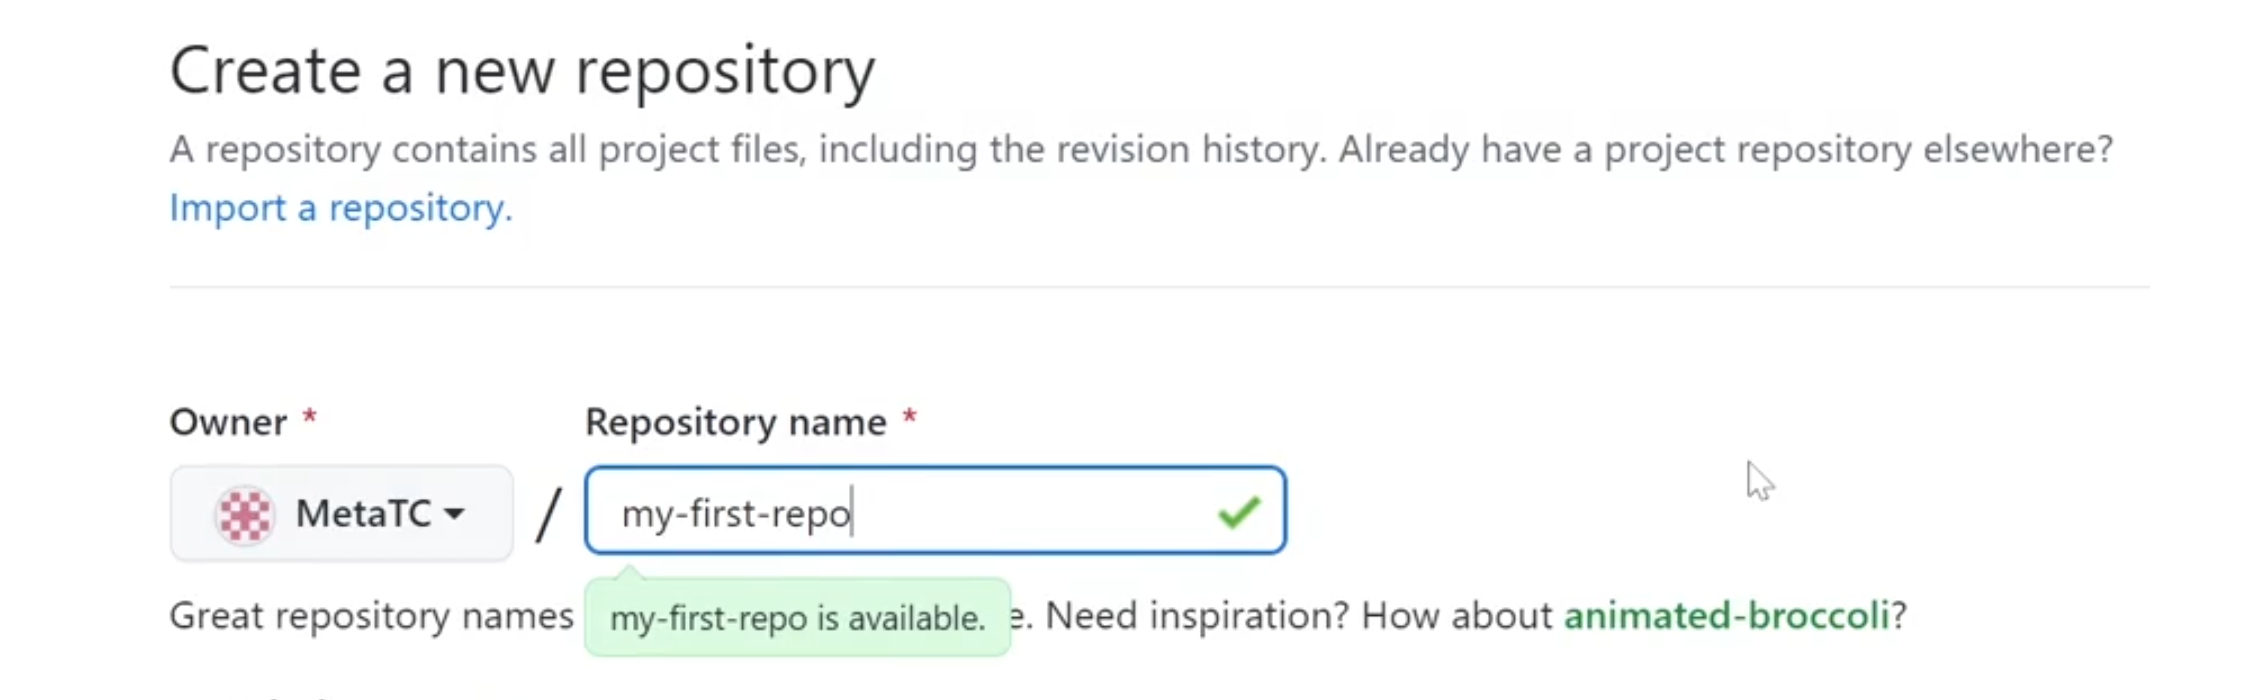 Create a new repository
A repository contains all project files, including the revision history. Already have a project repository elsewhere?
Import a repository.
Owner *
Repository name *
MetaTC
/
my-first-repo
Great repository names e. Need inspiration? How about animated-broccoli?
my-first-repo is available.